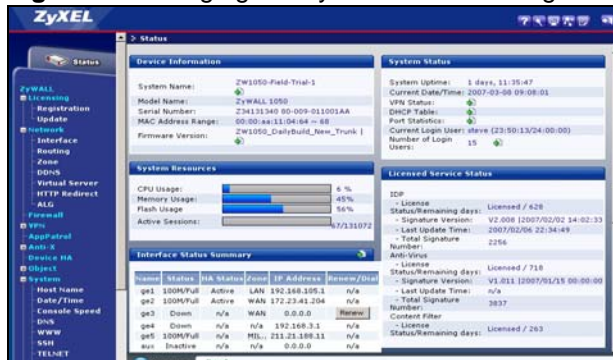 ZyXEL
> Status
Status
ZyWALL
Licensing
Registration
Update
Network
Interface
Routing
Zone
DDNS
Virtual Server
HTTP Redirect
ALG
Firewall
VPN
AppPatrol
Anti-X
Device HA
Object
System
Host Name
Date/Time
Console Speed
DNS
WWW
SSH
TELNET
Device Information
System Name: ZW1050-Field-Trial-1
Model Name: ZyWALL 1050
Serial Number: Z34131340 00-009-011001AA
MAC Address Range: 00:00:aa:11:04:64 ~ 68
Firmware Version: ZW1050_DailyBuild_New_Trunk |
System Resources
CPU Usage: 6 %
Memory Usage: 45%
Flash Usage 56%
Active Sessions: 67/131072
Interface Status Summary
Name Status HA Status Zone IP Address Renew/Dial
ge1 100M/Full Active LAN 192.168.105.1 n/a
ge2 100M/Full Active WAN 172.23.41.204 n/a
ge3 Down n/a WAN 0.0.0.0 Renew
ge4 Down n/a n/a 192.168.3.1 n/a
ge5 100M/Full n/a MIL... 211.21.188.11 n/a
aux Inactive n/a n/a 0.0.0.0 n/a
System Status
System Uptime: 1 days, 11:35:47
Current Date/Time: 2007-03-08 09:08:01
VPN Status:
DHCP Table:
Port Statistics:
Current Login User: steve (23:50:13/24:00:00)
Number of Login Users: 15
Licensed Service Status
IDP
- License Status/Remaining days: Licensed / 628
- Signature Version: V2.008 |2007/02/02 14:02:33
- Last Update Time: 2007/02/06 22:34:49
- Total Signature Number: 2256
Anti-Virus
- License Status/Remaining days: Licensed / 718
- Signature Version: V1.011 |2007/01/15 00:00:00
- Last Update Time: n/a
- Total Signature Number: 3837
Content Filter
- License Status/Remaining days: Licensed / 263